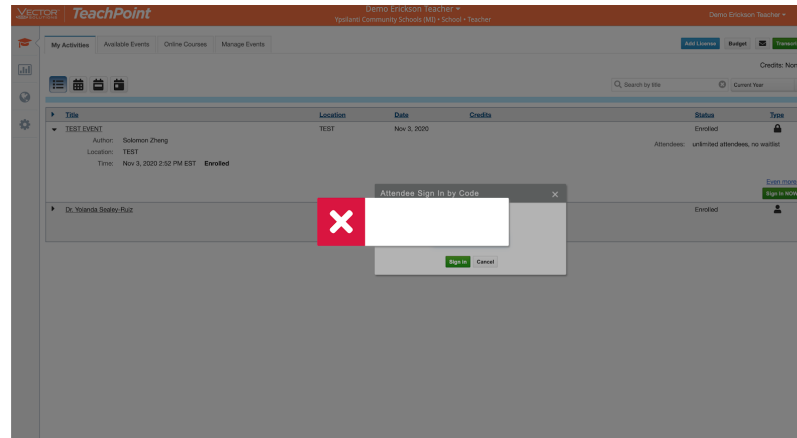 VECTOR TeachPoint
Demo Erickson Teacher
Ypsilanti Community Schools (MI) • School • Teacher
Demo Erickson Teacher
My Activities Available Events Online Courses Manage Events
Add License Budget Transcript
Credits: Non
Search by title Current Year
Title Location Date Credits Status Type
TEST EVENT TEST Nov 3, 2020 Enrolled
Author: Solomon Zheng
Attendees: unlimited attendees, no waitlist
Location: TEST
Time: Nov 3, 2020 2:52 PM EST Enrolled
Even more
Sign in NOW
Attendee Sign In by Code
Dr. Yolanda Sealey-Ruiz Enrolled
Sign in Cancel